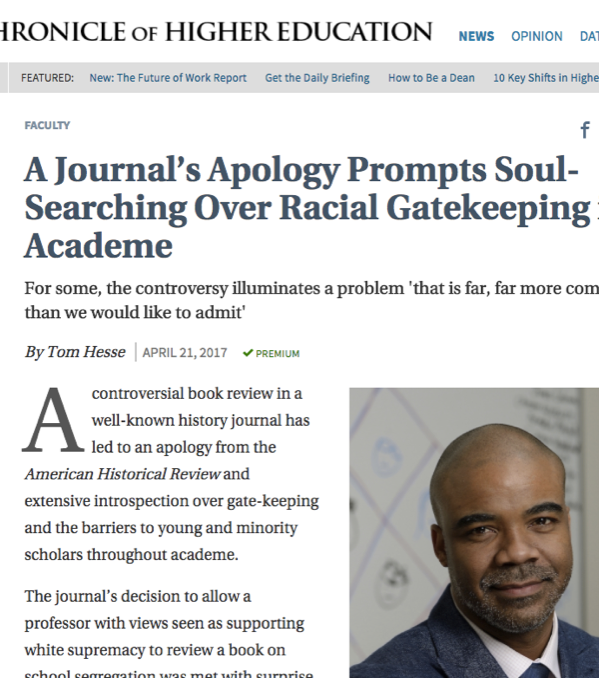 HRONICLE OF HIGHER EDUCATION NEWS OPINION DAT
FEATURED: New: The Future of Work Report Get the Daily Briefing How to Be a Dean 10 Key Shifts in Highe
FACULTY
f
A Journal’s Apology Prompts Soul-
Searching Over Racial Gatekeeping
Academe
For some, the controversy illuminates a problem 'that is far, far more com
than we would like to admit'
By Tom Hesse | APRIL 21, 2017 ✔ PREMIUM
A controversial book review in a
well-known history journal has
led to an apology from the
American Historical Review and
extensive introspection over gate-keeping
and the barriers to young and minority
scholars throughout academe.
The journal’s decision to allow a
professor with views seen as supporting
white supremacy to review a book on
school segregation was met with surprise